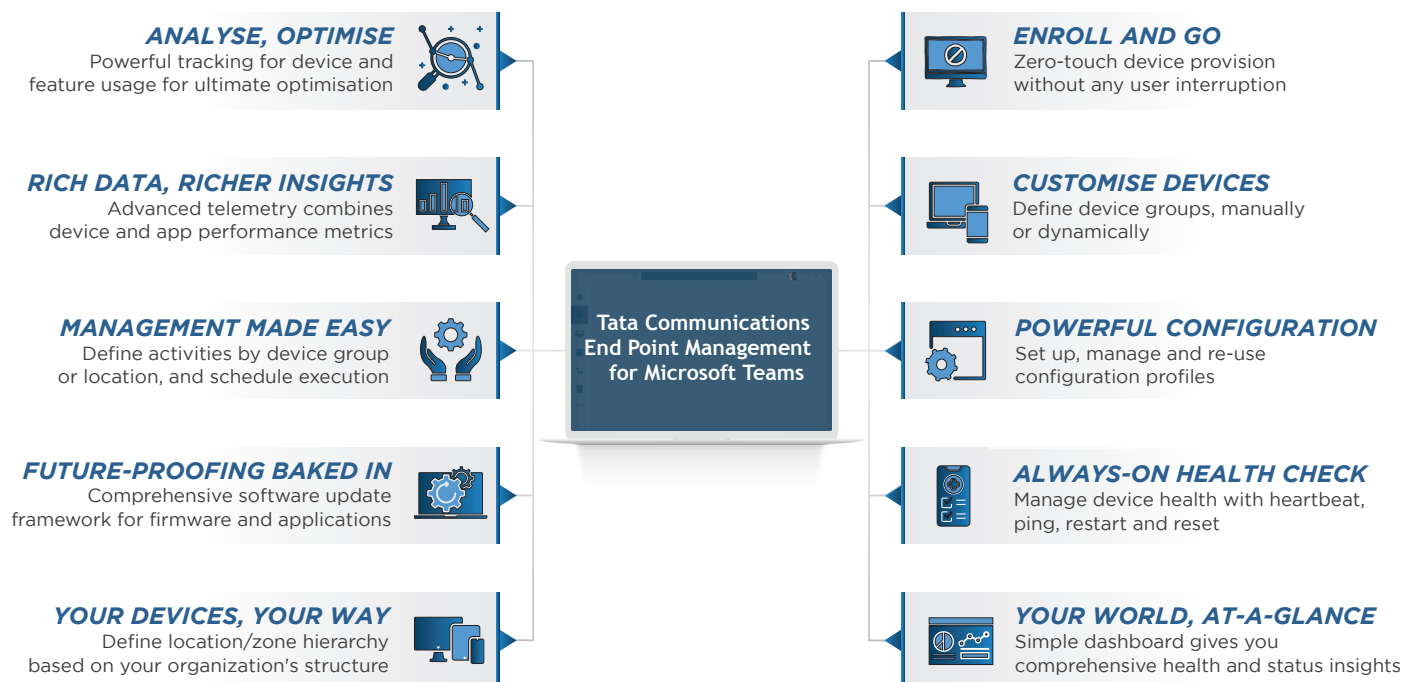 ANALYSE, OPTIMISE
Powerful tracking for device and
feature usage for ultimate optimisation
RICH DATA, RICHER INSIGHTS
Advanced telemetry combines
device and app performance metrics
MANAGEMENT MADE EASY
Define activities by device group
or location, and schedule execution
FUTURE-PROOFING BAKED IN
Comprehensive software update
framework for firmware and applications
YOUR DEVICES, YOUR WAY
Define location/zone hierarchy
based on your organization's structure
Tata Communications
End Point Management
for Microsoft Teams
ENROLL AND GO
Zero-touch device provision
without any user interruption
CUSTOMISE DEVICES
Define device groups, manually
or dynamically
POWERFUL CONFIGURATION
Set up, manage and re-use
configuration profiles
ALWAYS-ON HEALTH CHECK
Manage device health with heartbeat,
ping, restart and reset
YOUR WORLD, AT-A-GLANCE
Simple dashboard gives you
comprehensive health and status insights